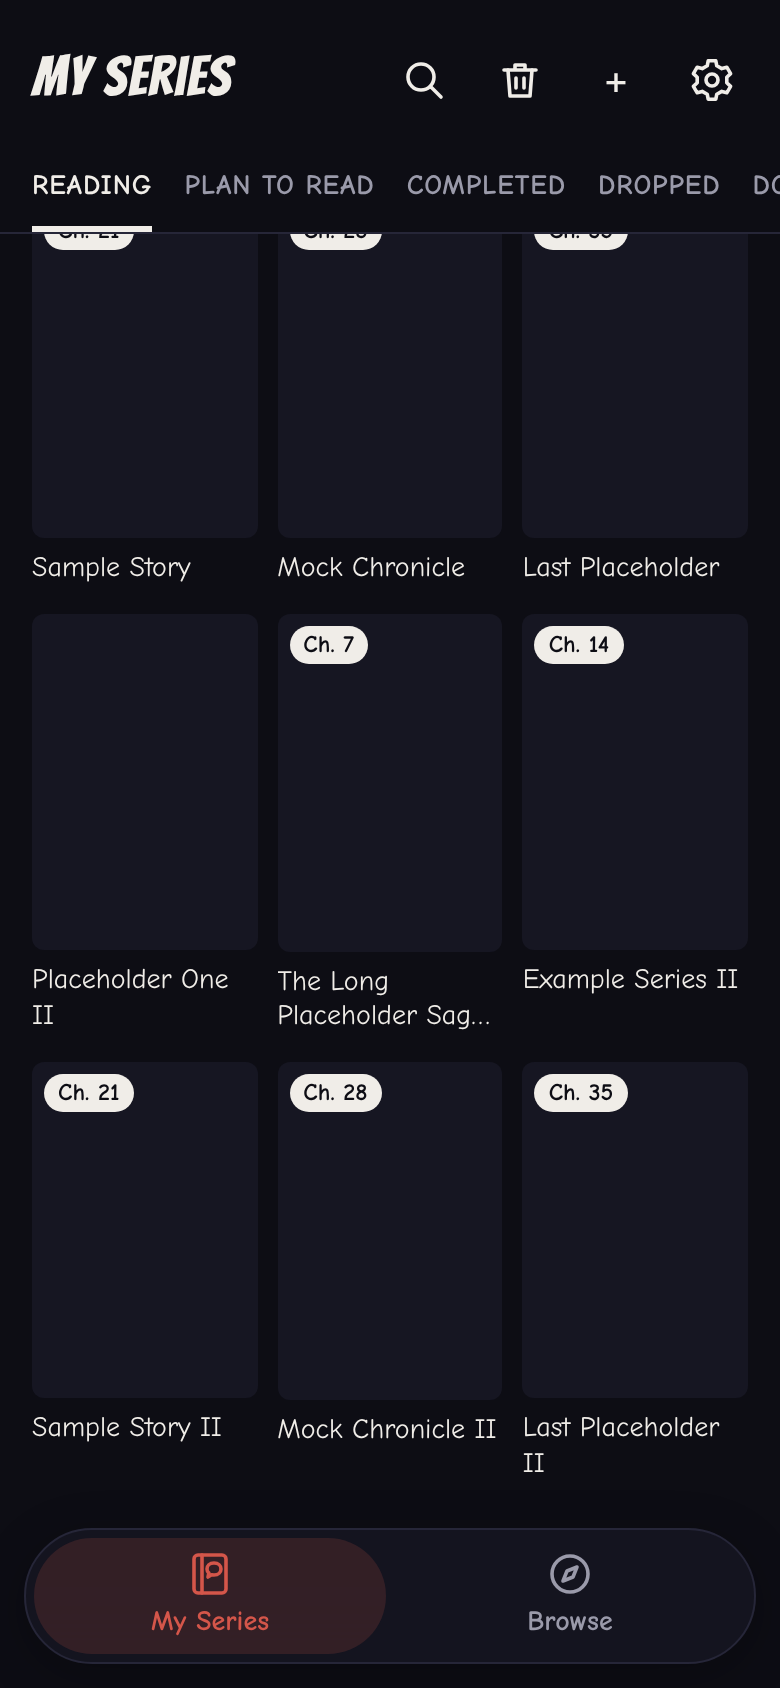 MY SERIES
+
READING PLAN TO READ COMPLETED DROPPED
Sample Story
Mock Chronicle
Last Placeholder
Ch. 7
Ch. 14
Placeholder One
II
The Long
Placeholder Sag...
Example Series II
Ch. 21
Ch. 28
Ch. 35
Sample Story II
Mock Chronicle II
Last Placeholder
II
My Series
Browse